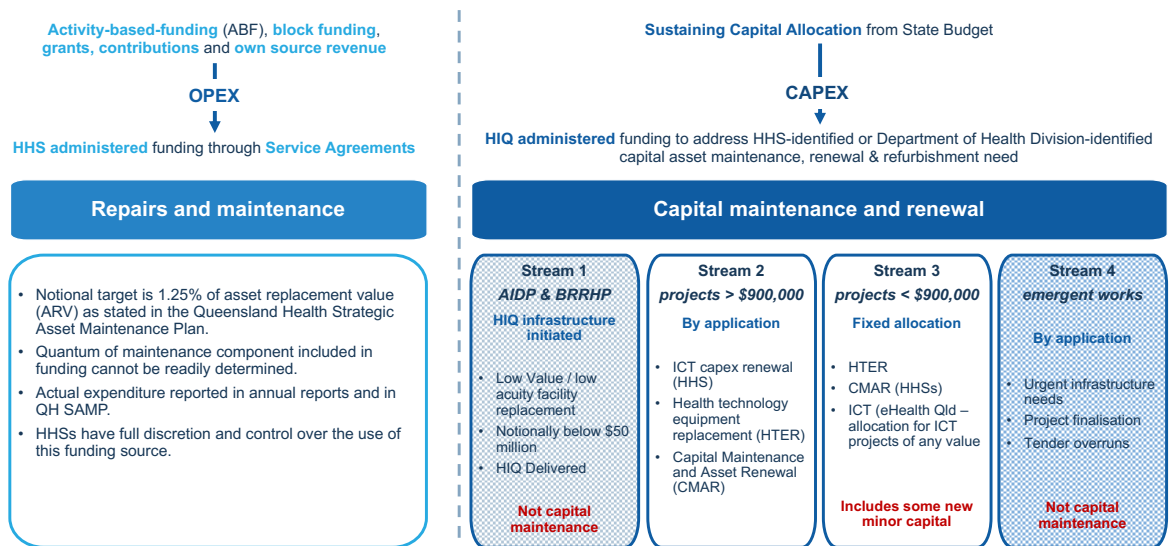 Activity-based-funding (ABF), block funding,
grants, contributions and own source revenue
OPEX
HHS administered funding through Service Agreements
Repairs and maintenance
• Notional target is 1.25% of asset replacement value
(ARV) as stated in the Queensland Health Strategic
Asset Maintenance Plan.
• Quantum of maintenance component included in
funding cannot be readily determined.
• Actual expenditure reported in annual reports and in
QH SAMP.
• HHSs have full discretion and control over the use of
this funding source.
Sustaining Capital Allocation from State Budget
CAPEX
HIQ administered funding to address HHS-identified or Department of Health Division-identified
capital asset maintenance, renewal & refurbishment need
Capital maintenance and renewal
Stream 1
AIDP & BRRHP
HIQ infrastructure
initiated
• Low Value / low
acuity facility
replacement
• Notionally below $50
million
• HIQ Delivered
Not capital
maintenance
Stream 2
projects > $900,000
By application
• ICT capex renewal
(HHS)
• Health technology
equipment
replacement (HTER)
• Capital Maintenance
and Asset Renewal
(CMAR)
Stream 3
projects < $900,000
Fixed allocation
• HTER
• CMAR (HHSs)
• ICT (eHealth Qld –
allocation for ICT
projects of any value
Includes some new
minor capital
Stream 4
emergent works
By application
• Urgent infrastructure
needs
• Project finalisation
• Tender overruns
Not capital
maintenance